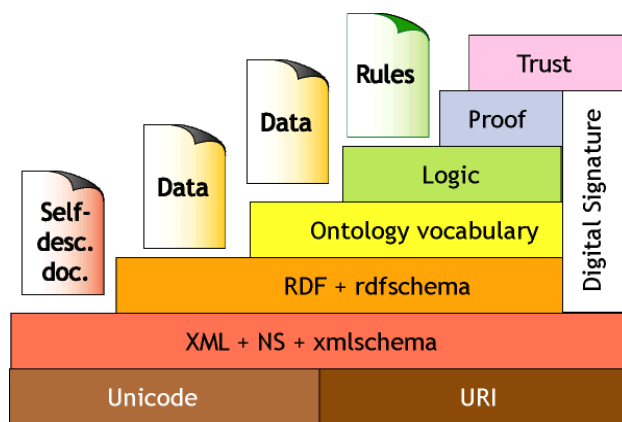 Trust
Rules
Proof
Data
Digital Signature
Logic
Data
Self-
desc.
doc.
Ontology vocabulary
RDF + rdfschema
XML + NS + xmlschema
Unicode
URI